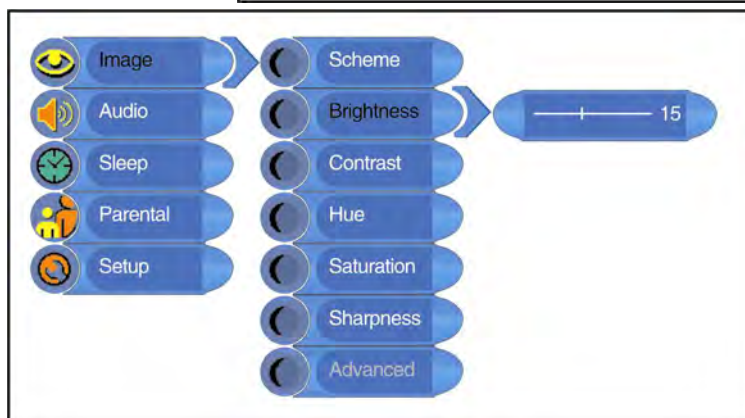 Image
Audio
Sleep
Parental
Setup
Scheme
Brightness
Contrast
Hue
Saturation
Sharpness
Advanced
15